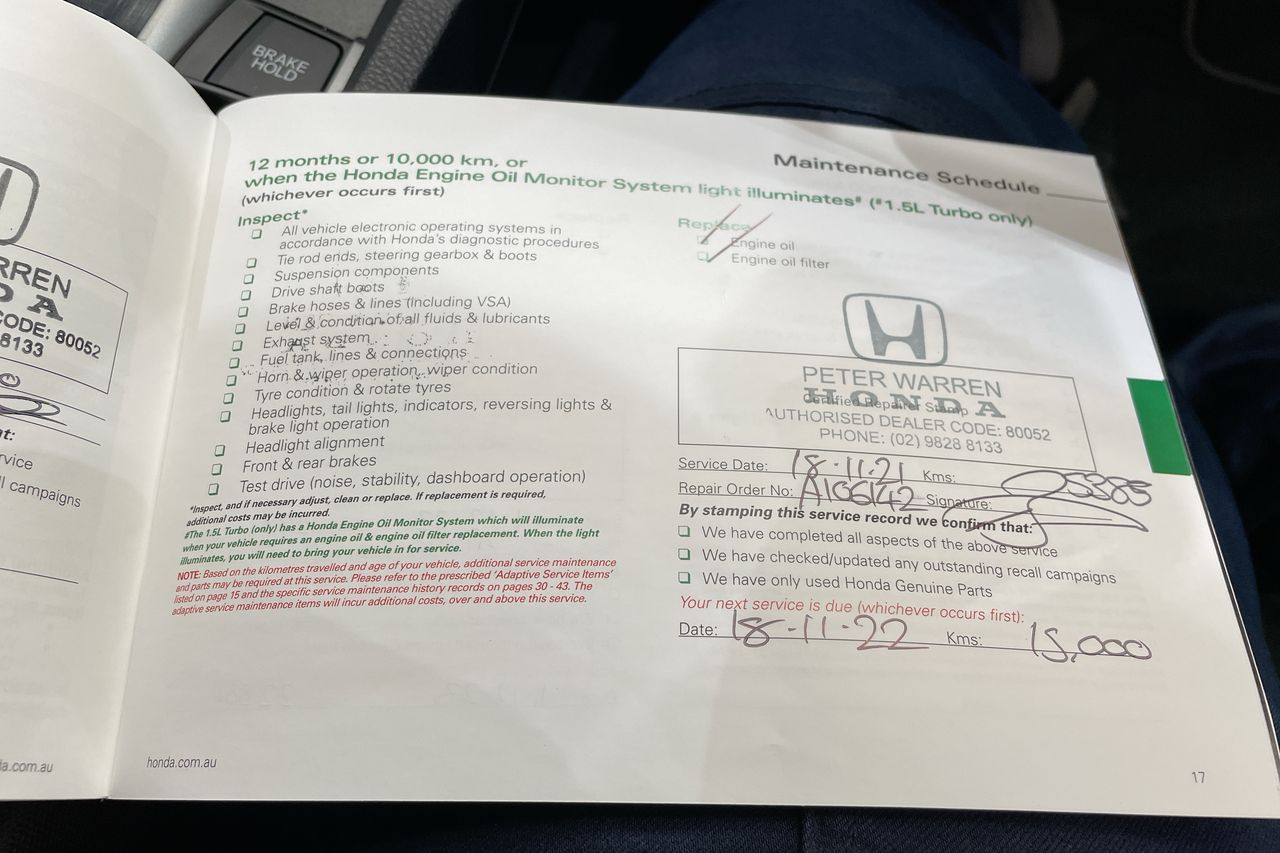 BRAKE
HOLD
RREN
D A
CODE: 80052
8133
at:
rvice
ll campaigns
da.com.au
Maintenance Schedule
12 months or 10,000 km, or
when the Honda Engine Oil Monitor System light illuminates# (#1.5L Turbo only)
(whichever occurs first)
Inspect*
All vehicle electronic operating systems in
accordance with Honda's diagnostic procedures
Tie rod ends, steering gearbox & boots
Suspension components
Drive shaft boots
Brake hoses & lines (Including VSA)
Level & condition of all fluids & lubricants
Exhaust system
Fuel tank, lines & connections
Horn & wiper operation, wiper condition
Tyre condition & rotate tyres
Headlights, tail lights, indicators, reversing lights &
brake light operation
Headlight alignment
Front & rear brakes
Test drive (noise, stability, dashboard operation)
*Inspect, and if necessary adjust, clean or replace. If replacement is required,
additional costs may be incurred.
#The 1.5L Turbo (only) has a Honda Engine Oil Monitor System which will illuminate
when your vehicle requires an engine oil & engine oil filter replacement. When the light
illuminates, you will need to bring your vehicle in for service.
NOTE: Based on the kilometres travelled and age of your vehicle, additional service maintenance
and parts may be required at this service. Please refer to the prescribed 'Adaptive Service Items'
listed on page 15 and the specific service maintenance history records on pages 30 - 43. The
adaptive service maintenance items will incur additional costs, over and above this service.
honda.com.au
Replace
Engine oil
Engine oil filter
PETER WARREN
HONDA
Certified Repairer Stamp
AUTHORISED DEALER CODE: 80052
PHONE: (02) 9828 8133
Service Date: 18.11.21 Kms: 05385
Repair Order No: A166142 Signature:
By stamping this service record we confirm that:
We have completed all aspects of the above service
We have checked/updated any outstanding recall campaigns
We have only used Honda Genuine Parts
Your next service is due (whichever occurs first):
Date: 18-11-22 Kms: 15,000
17